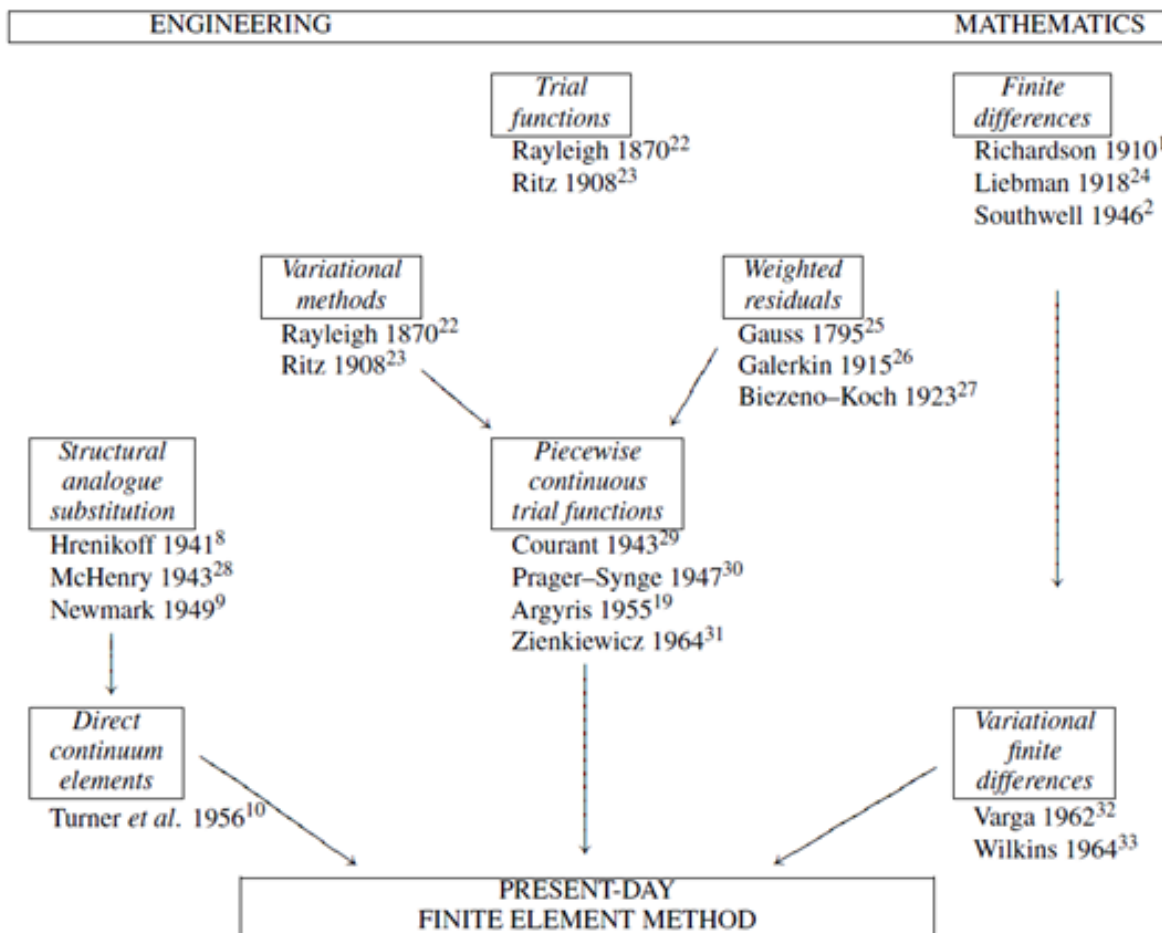 ENGINEERING MATHEMATICS
Trial
functions
Rayleigh 1870²²
Ritz 1908²³
Finite
differences
Richardson 1910¹
Liebman 1918²⁴
Southwell 1946²
Variational
methods
Rayleigh 1870²²
Ritz 1908²³
Weighted
residuals
Gauss 1795²⁵
Galerkin 1915²⁶
Biezeno–Koch 1923²⁷
Structural
analogue
substitution
Hrenikoff 1941⁸
McHenry 1943²⁸
Newmark 1949⁹
Piecewise
continuous
trial functions
Courant 1943²⁹
Prager–Synge 1947³⁰
Argyris 1955¹⁹
Zienkiewicz 1964³¹
Direct
continuum
elements
Turner et al. 1956¹⁰
Variational
finite
differences
Varga 1962³²
Wilkins 1964³³
PRESENT-DAY
FINITE ELEMENT METHOD